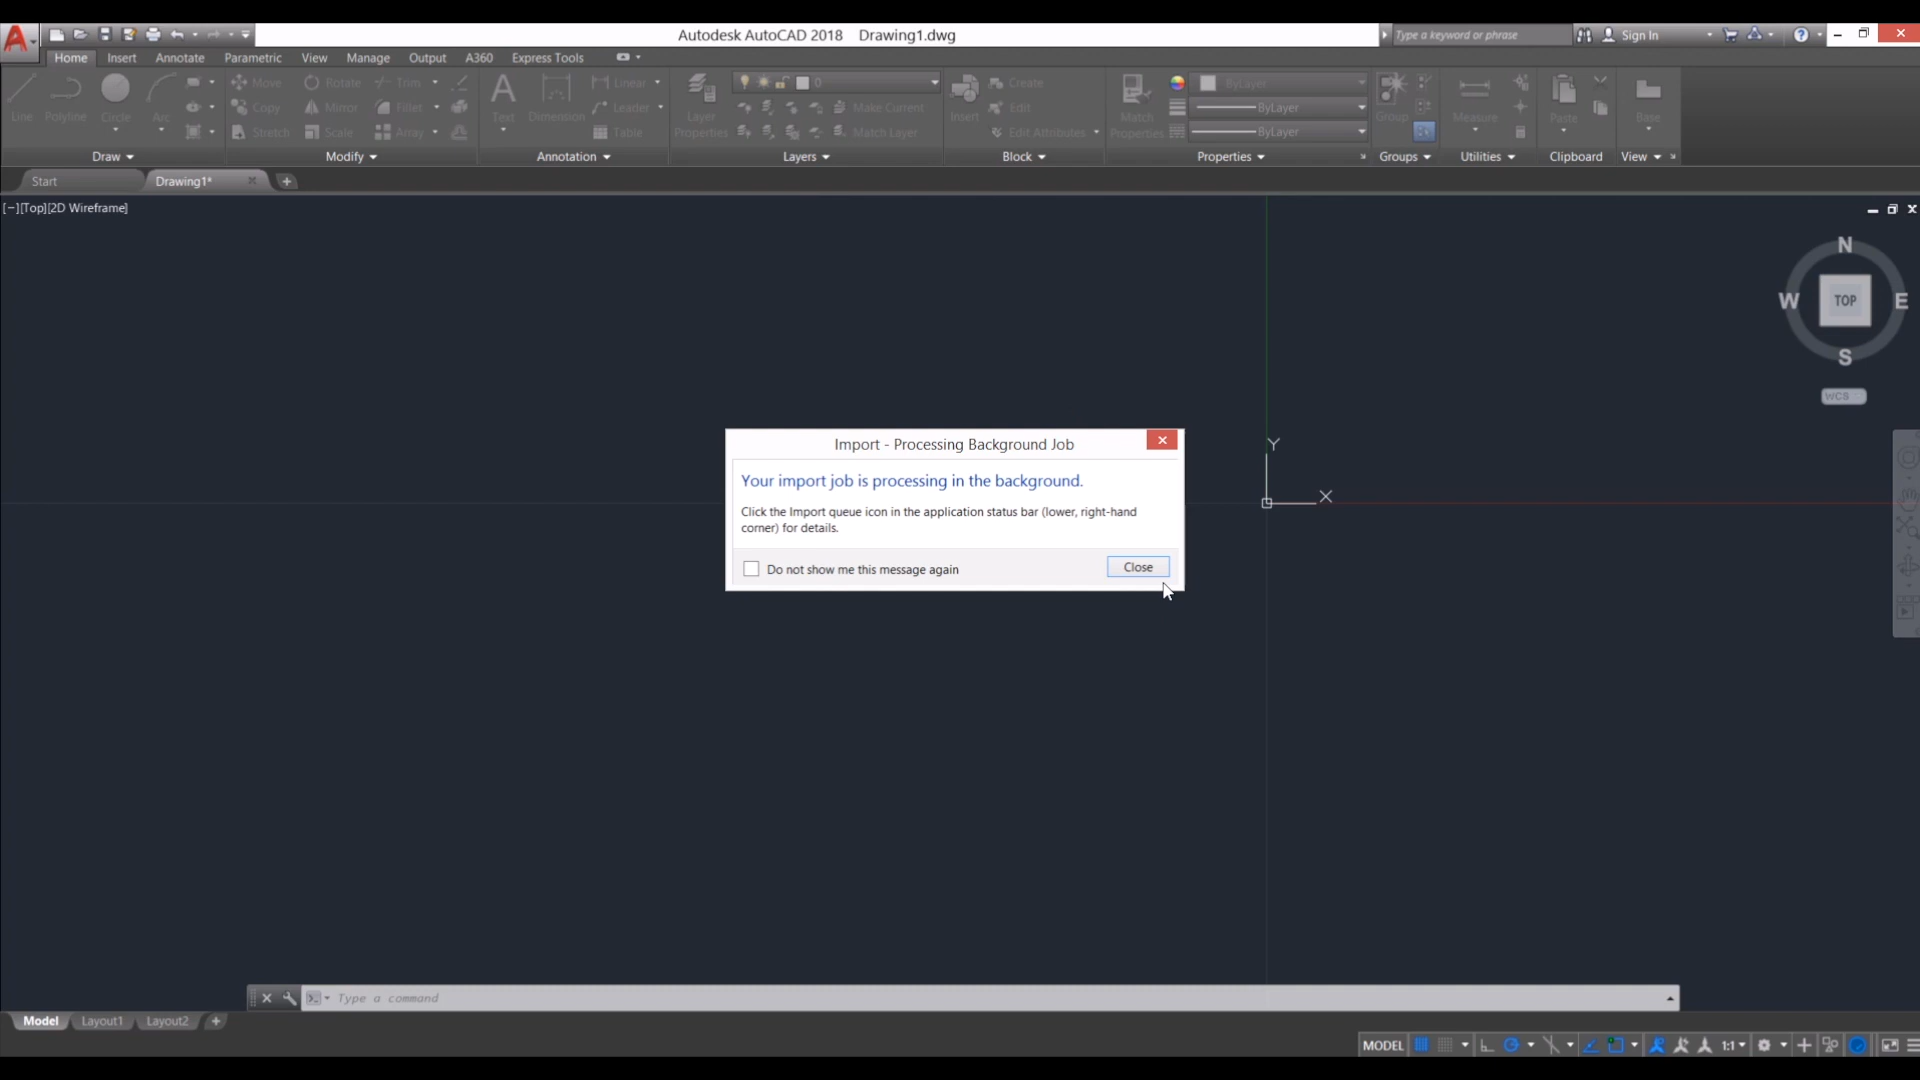 Autodesk AutoCAD 2018 Drawing1.dwg
Type a keyword or phrase
Sign In
Home Insert Annotate Parametric View Manage Output A360 Express Tools
Line Polyline Circle Arc
Move Rotate Trim
Copy Mirror Fillet
Stretch Scale Array
Text Dimension
Linear
Leader
Table
Layer
Properties
0
Make Current
Match Layer
Insert
Create
Edit
Edit Attributes
Match
Properties
ByLayer
ByLayer
ByLayer
Group
Measure
Paste
Base
Draw Modify Annotation Layers Block Properties Groups Utilities Clipboard View
Start Drawing1*
[−][Top][2D Wireframe]
N
W TOP E
S
WCS
Y
X
Import - Processing Background Job
Your import job is processing in the background.
Click the Import queue icon in the application status bar (lower, right-hand
corner) for details.
Do not show me this message again
Close
Type a command
Model Layout1 Layout2
MODEL
1:1